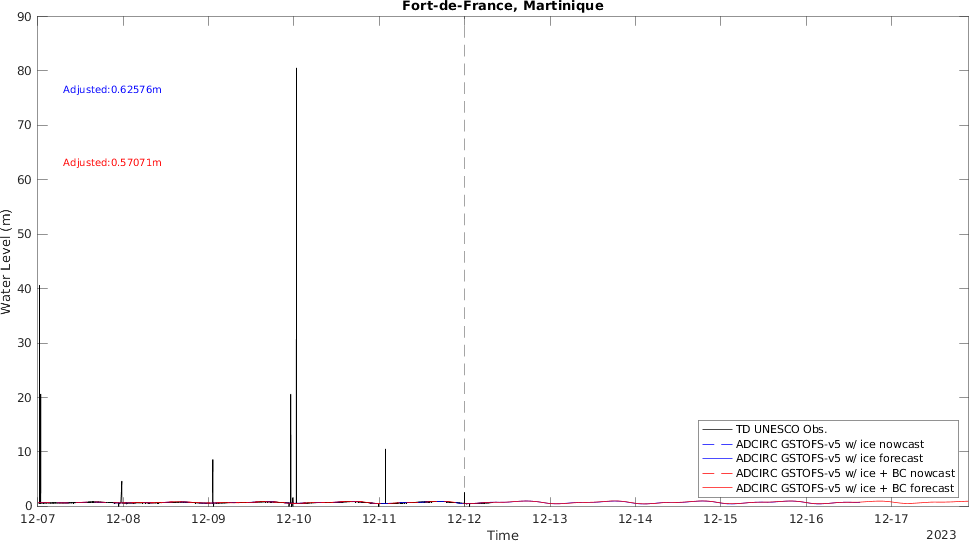 Fort-de-France, Martinique
90
80
70
60
50
40
30
20
10
0
Water Level (m)
Adjusted:0.62576m
Adjusted:0.57071m
TD UNESCO Obs.
ADCIRC GSTOFS-v5 w/ ice nowcast
ADCIRC GSTOFS-v5 w/ ice forecast
ADCIRC GSTOFS-v5 w/ ice + BC nowcast
ADCIRC GSTOFS-v5 w/ ice + BC forecast
12-07 12-08 12-09 12-10 12-11 12-12 12-13 12-14 12-15 12-16 12-17
Time
2023